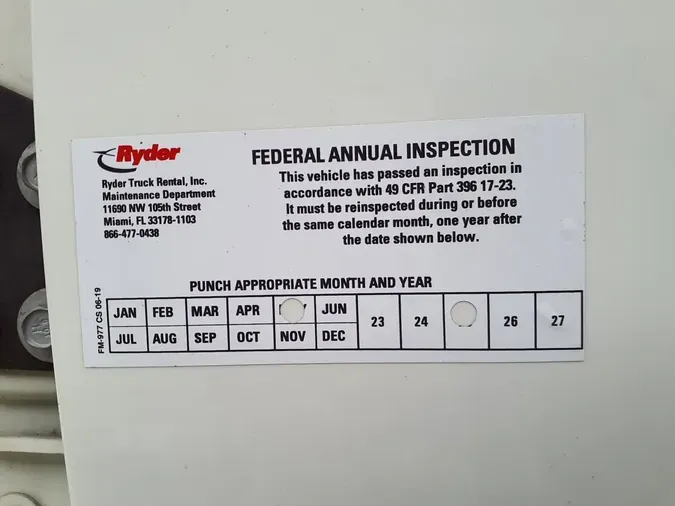 Ryder
Ryder Truck Rental, Inc.
Maintenance Department
11690 NW 105th Street
Miami, FL 33178-1103
866-477-0438
FEDERAL ANNUAL INSPECTION
This vehicle has passed an inspection in
accordance with 49 CFR Part 396 17-23.
It must be reinspected during or before
the same calendar month, one year after
the date shown below.
PUNCH APPROPRIATE MONTH AND YEAR
FM-977 CS 06-19
JAN FEB MAR APR JUN
JUL AUG SEP OCT NOV DEC
23 24 26 27